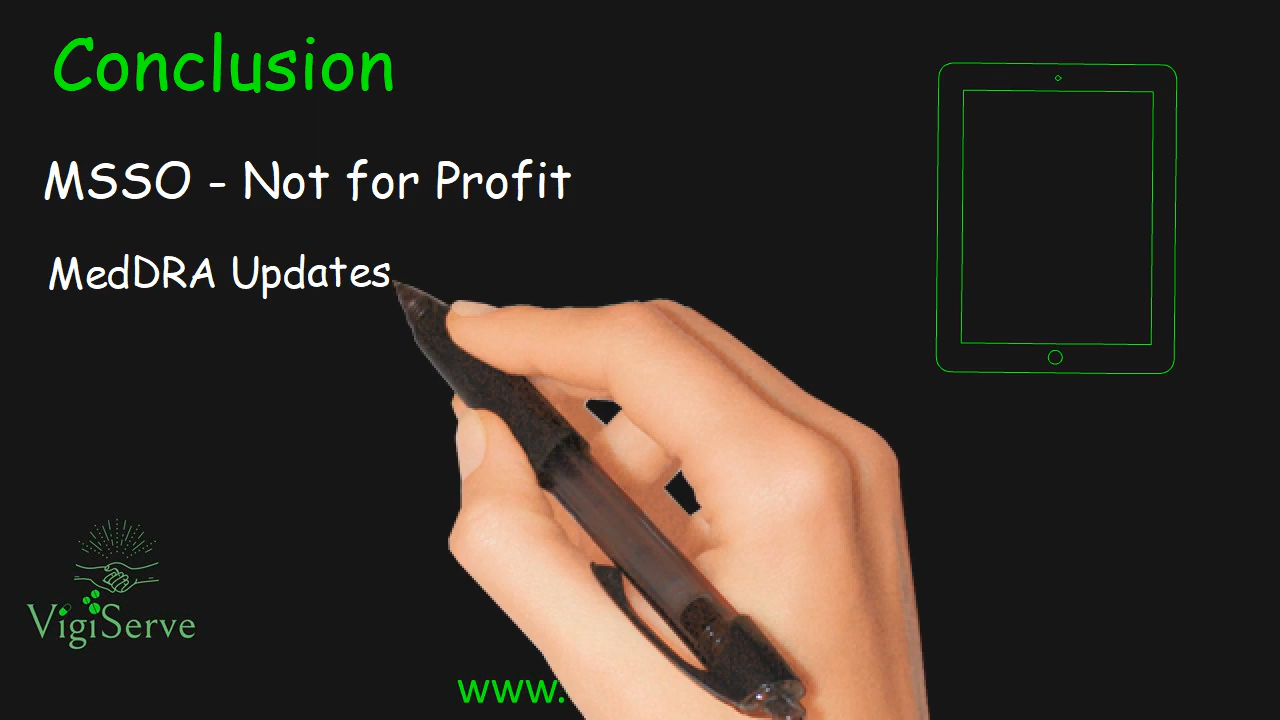 Conclusion
MSSO - Not for Profit
MedDRA Updates
VigiServe
www.